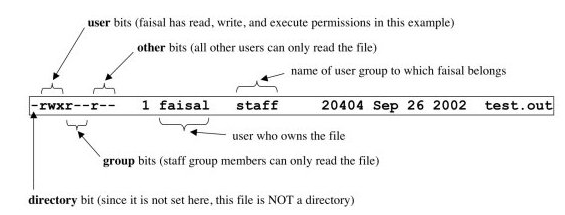 user bits (faisal has read, write, and execute permissions in this example)
other bits (all other users can only read the file)
name of user group to which faisal belongs
-rwxr--r-- 1 faisal staff 20404 Sep 26 2002 test.out
user who owns the file
group bits (staff group members can only read the file)
directory bit (since it is not set here, this file is NOT a directory)